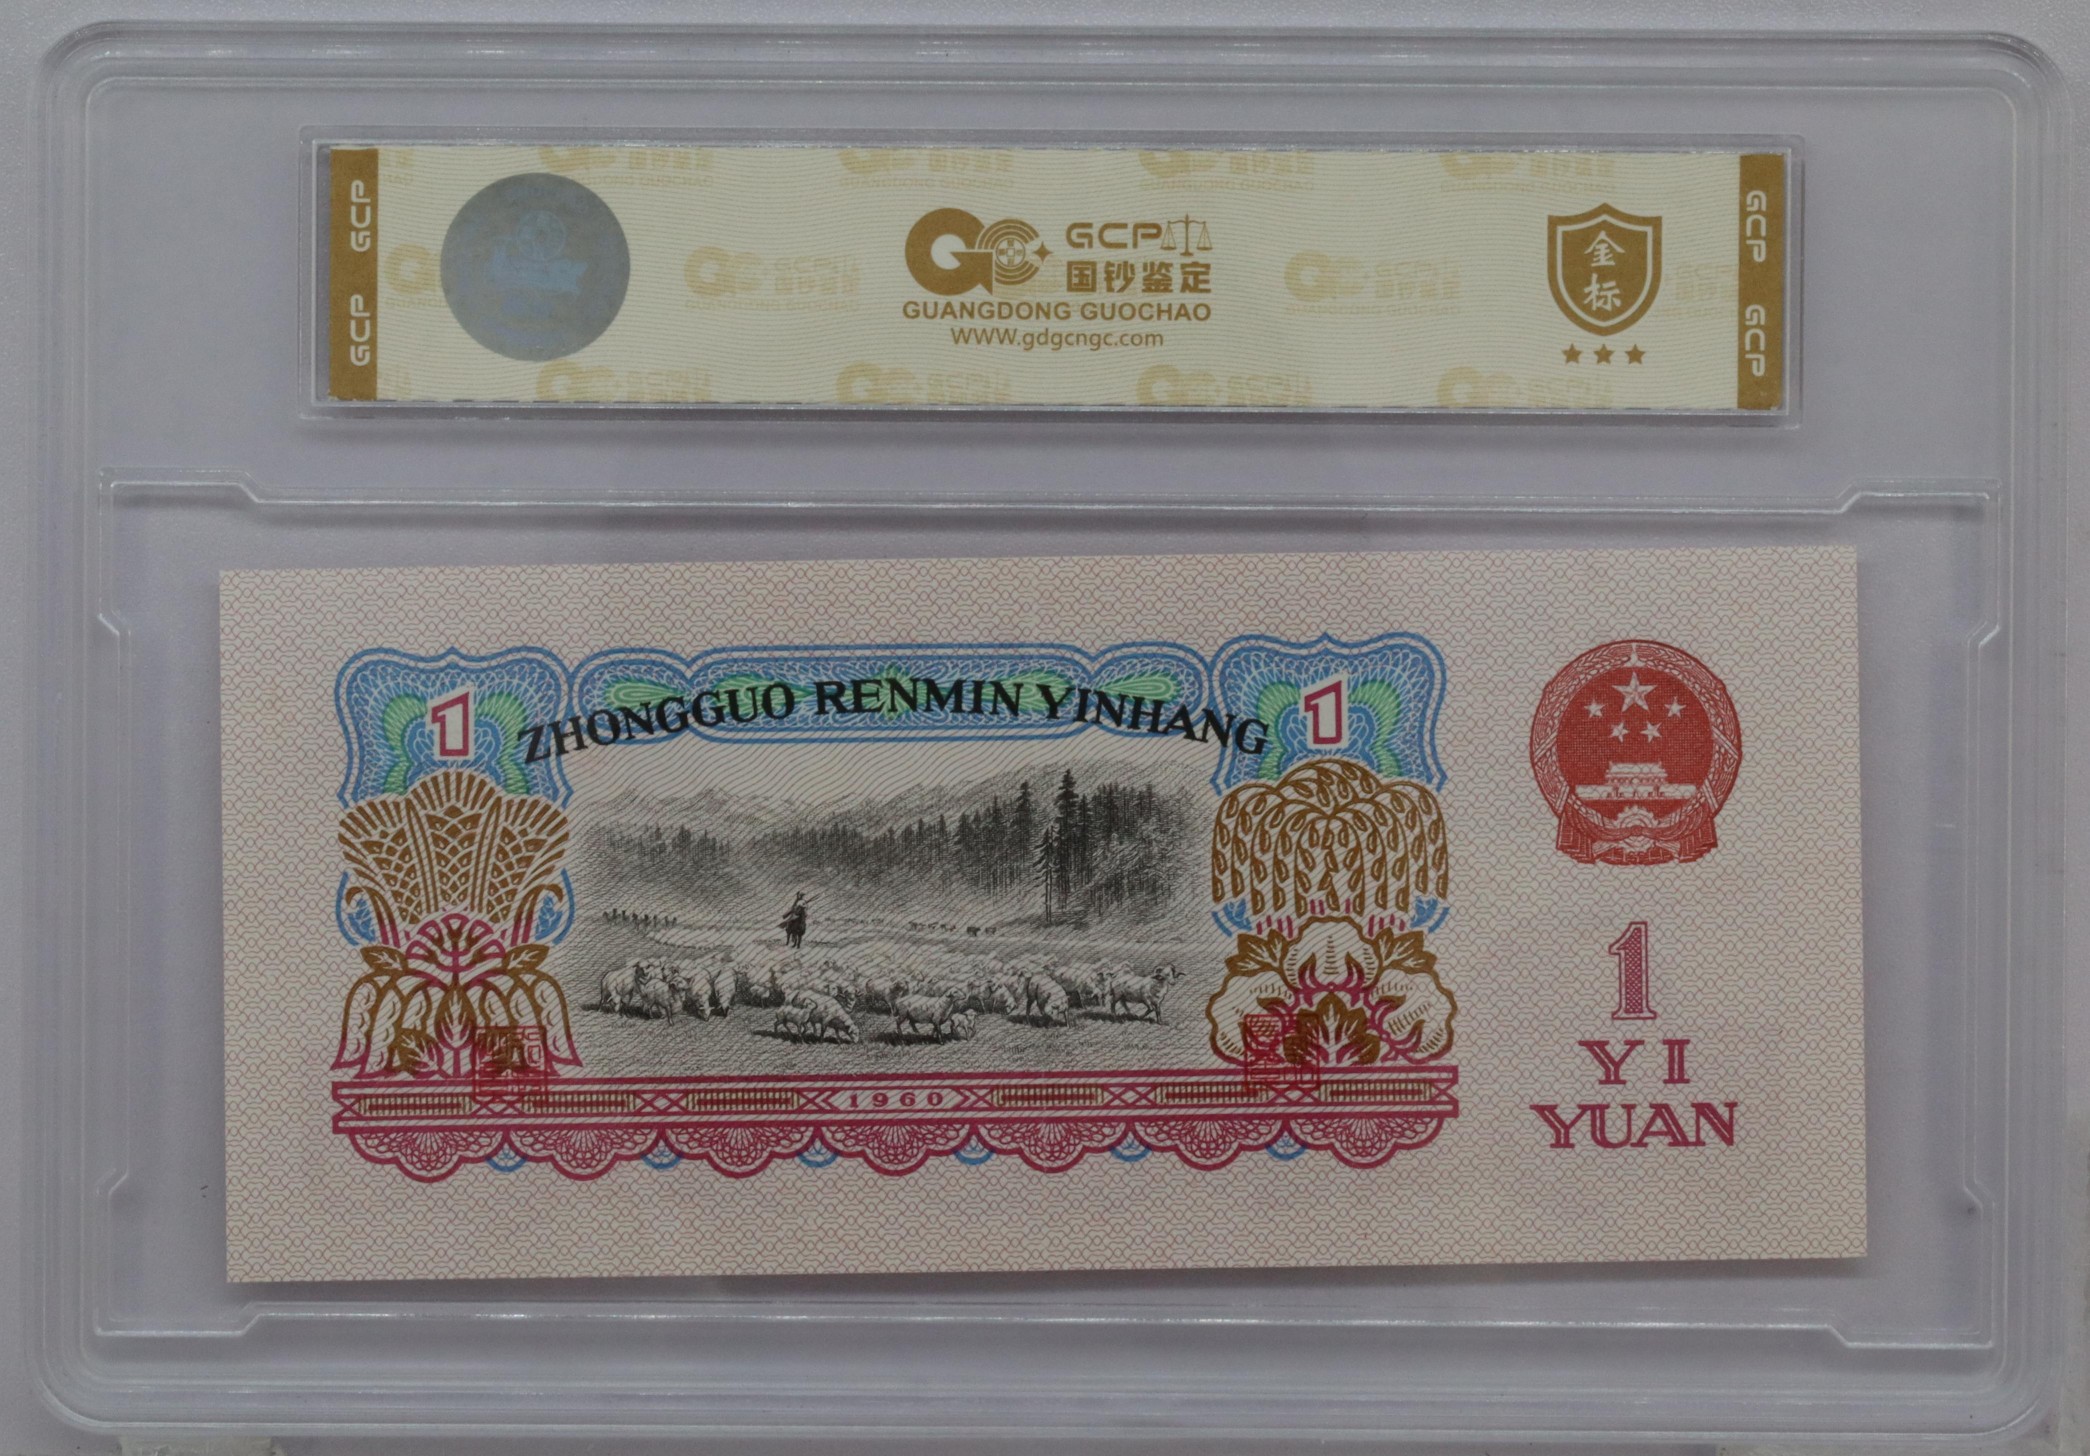 GCP
GCP
GCP
国钞鉴定
GUANGDONG GUOCHAO
WWW.gdgcngc.com
金
标
GCP
GCP
1
ZHONGGUO RENMIN YINHANG
1
1960
1
YI
YUAN